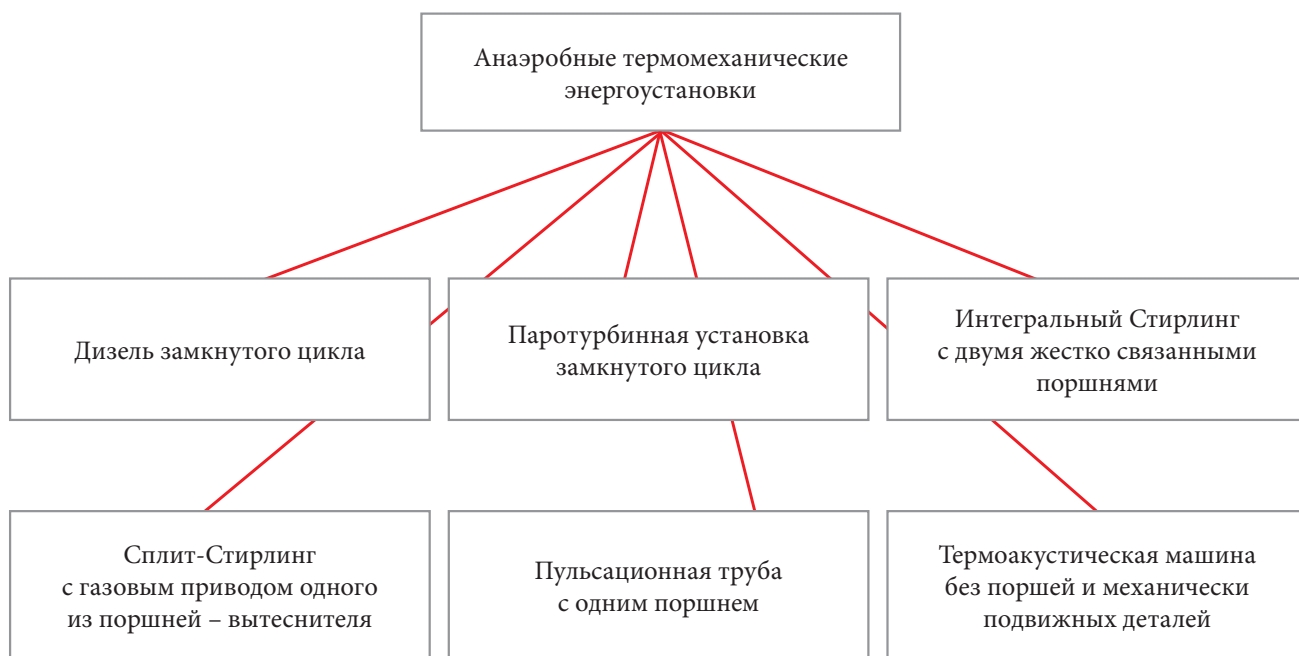 Анаэробные термомеханические
энергоустановки
Дизель замкнутого цикла
Паротурбинная установка
замкнутого цикла
Интегральный Стирлинг
с двумя жестко связанными
поршнями
Сплит-Стирлинг
с газовым приводом одного
из поршней – вытеснителя
Пульсационная труба
с одним поршнем
Термоакустическая машина
без поршей и механически
подвижных деталей